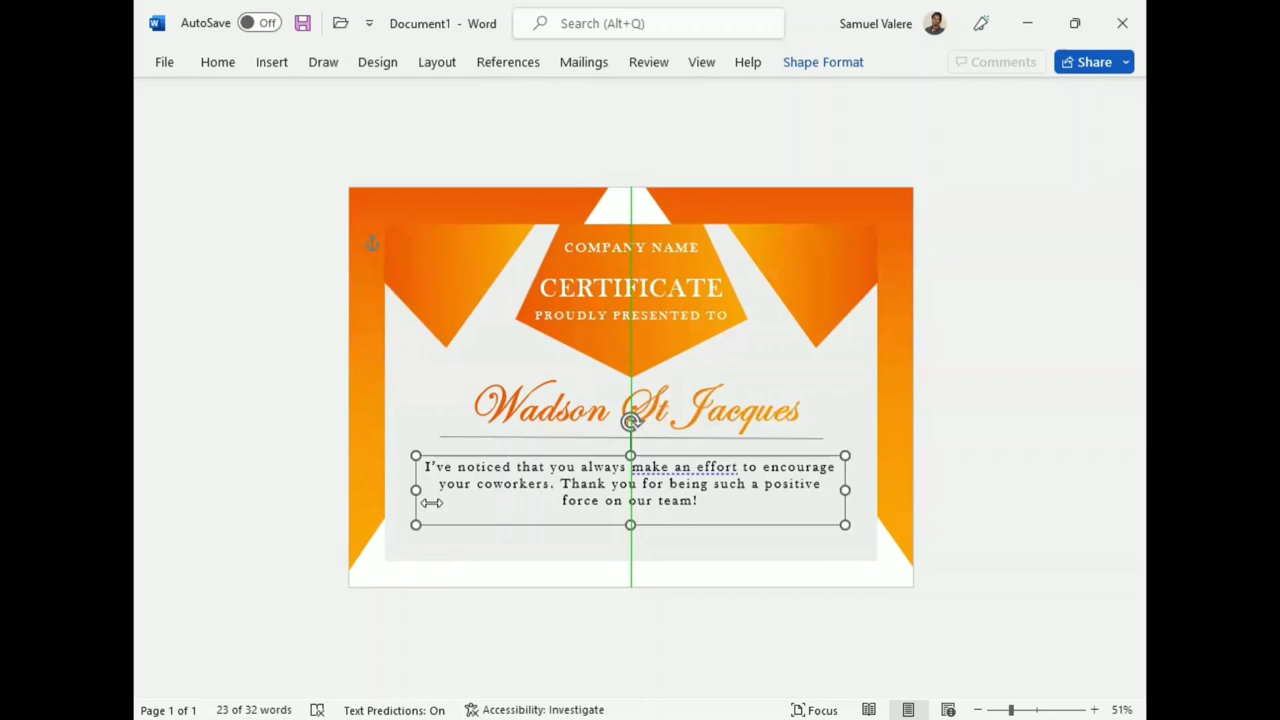 AutoSave Off Document1 - Word Search (Alt+Q) Samuel Valere
File Home Insert Draw Design Layout References Mailings Review View Help Shape Format Comments Share
COMPANY NAME
CERTIFICATE
PROUDLY PRESENTED TO
Wadson St Jacques
I've noticed that you always make an effort to encourage
your coworkers. Thank you for being such a positive
force on our team!
Page 1 of 1 23 of 32 words Text Predictions: On Accessibility: Investigate Focus 51%